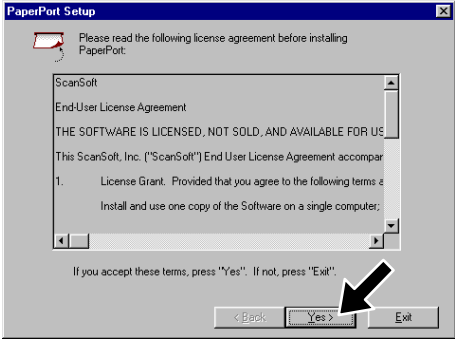 PaperPort Setup
Please read the following license agreement before installing
PaperPort:
ScanSoft
End-User License Agreement
THE SOFTWARE IS LICENSED, NOT SOLD, AND AVAILABLE FOR US
This ScanSoft, Inc. ("ScanSoft") End User License Agreement accompan
1. License Grant. Provided that you agree to the following terms a
Install and use one copy of the Software on a single computer;
If you accept these terms, press "Yes". If not, press "Exit".
< Back Yes > Exit